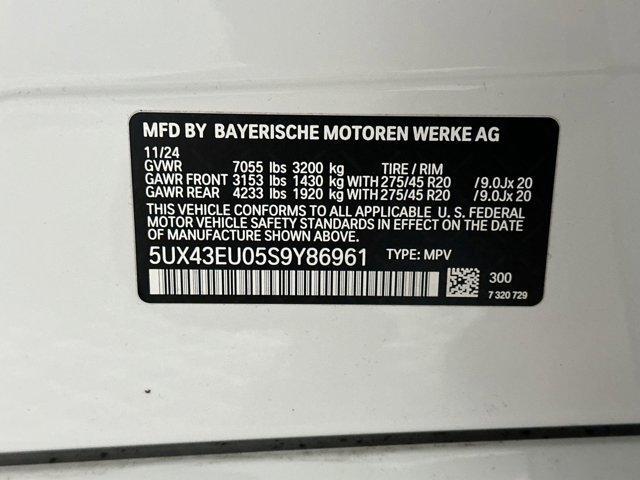 MFD BY BAYERISCHE MOTOREN WERKE AG
11/24
GVWR 7055 lbs 3200 kg TIRE / RIM
GAWR FRONT 3153 lbs 1430 kg WITH 275/45 R20 /9.0Jx 20
GAWR REAR 4233 lbs 1920 kg WITH 275/45 R20 /9.0Jx 20
THIS VEHICLE CONFORMS TO ALL APPLICABLE U. S. FEDERAL
MOTOR VEHICLE SAFETY STANDARDS IN EFFECT ON THE DATE
OF MANUFACTURE SHOWN ABOVE.
5UX43EU05S9Y86961 TYPE: MPV
300
7 320 729